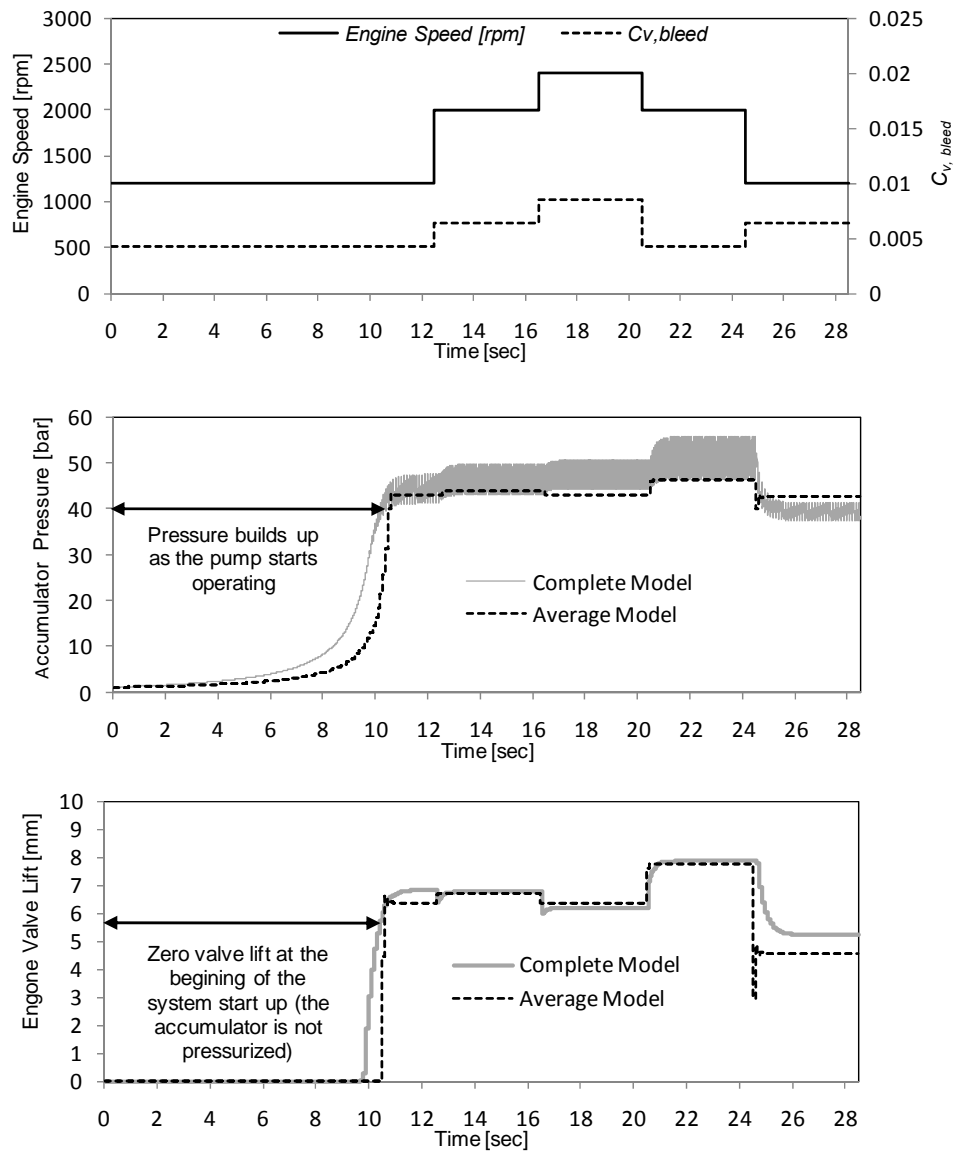 Engine Speed [rpm]
Cv,bleed
3000
2500
2000
1500
1000
500
0
Engine Speed [rpm]
0.025
0.02
0.015
0.01
0.005
0
Cv, bleed
0 2 4 6 8 10 12 14 16 18 20 22 24 26 28
Time [sec]
60
50
40
30
20
10
0
Accumulator Pressure [bar]
Pressure builds up
as the pump starts
operating
Complete Model
Average Model
0 2 4 6 8 10 12 14 16 18 20 22 24 26 28
Time [sec]
10
9
8
7
6
5
4
3
2
1
0
Engone Valve Lift [mm]
Zero valve lift at the
begining of the
system start up (the
accumulator is not
pressurized)
Complete Model
Average Model
0 2 4 6 8 10 12 14 16 18 20 22 24 26 28
Time [sec]